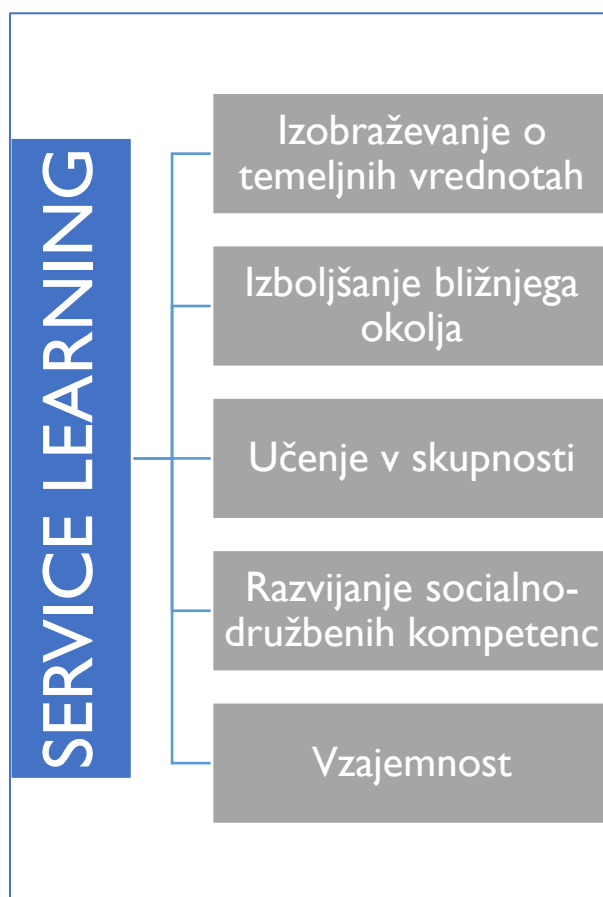 SERVICE LEARNING
Izobraževanje o
temeljnih vrednotah
Izboljšanje bližnjega
okolja
Učenje v skupnosti
Razvijanje socialno-
družbenih kompetenc
Vzajemnost